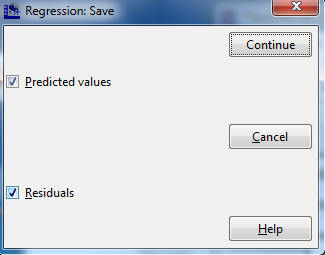 Regression: Save
Continue
Predicted values
Cancel
Residuals
Help